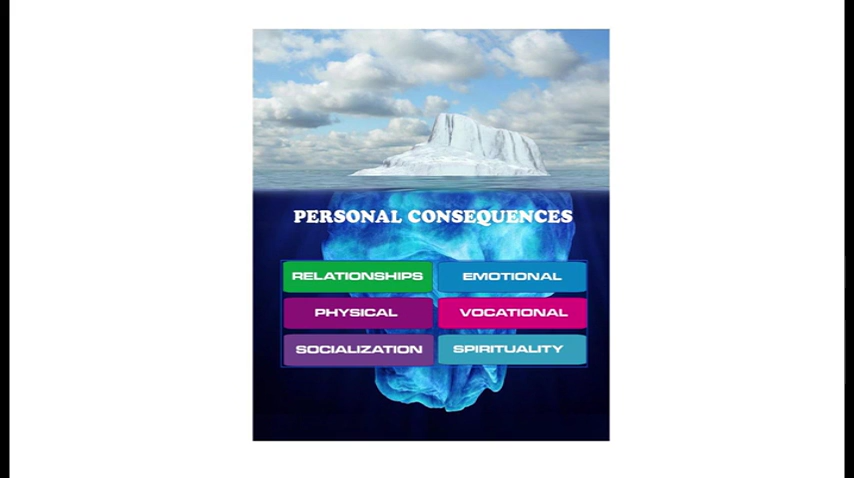 PERSONAL CONSEQUENCES
RELATIONSHIPS EMOTIONAL
PHYSICAL VOCATIONAL
SOCIALIZATION SPIRITUALITY